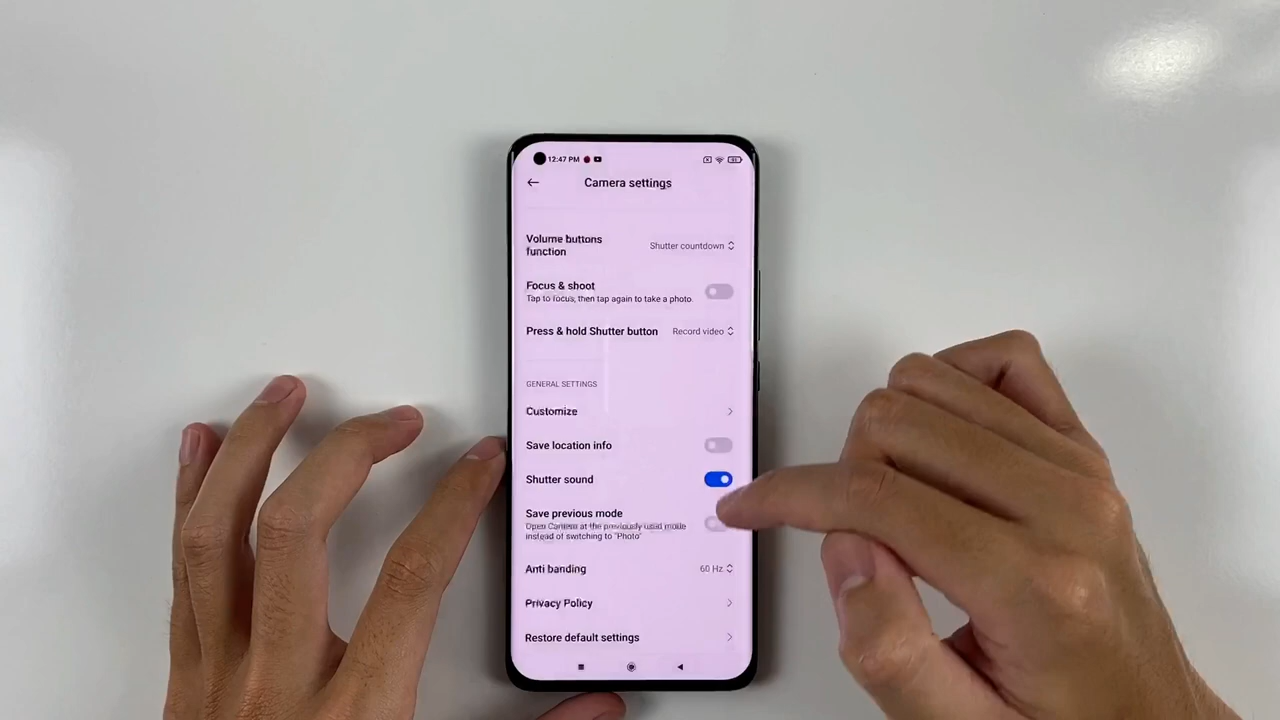 12:47 PM
Camera settings
Volume buttons
function
Shutter countdown
Focus & shoot
Tap to focus, then tap again to take a photo.
Press & hold Shutter button
Record video
GENERAL SETTINGS
Customize
Save location info
Shutter sound
Save previous mode
Open Camera at the previously used mode
instead of switching to "Photo"
Anti banding
60 Hz
Privacy Policy
Restore default settings